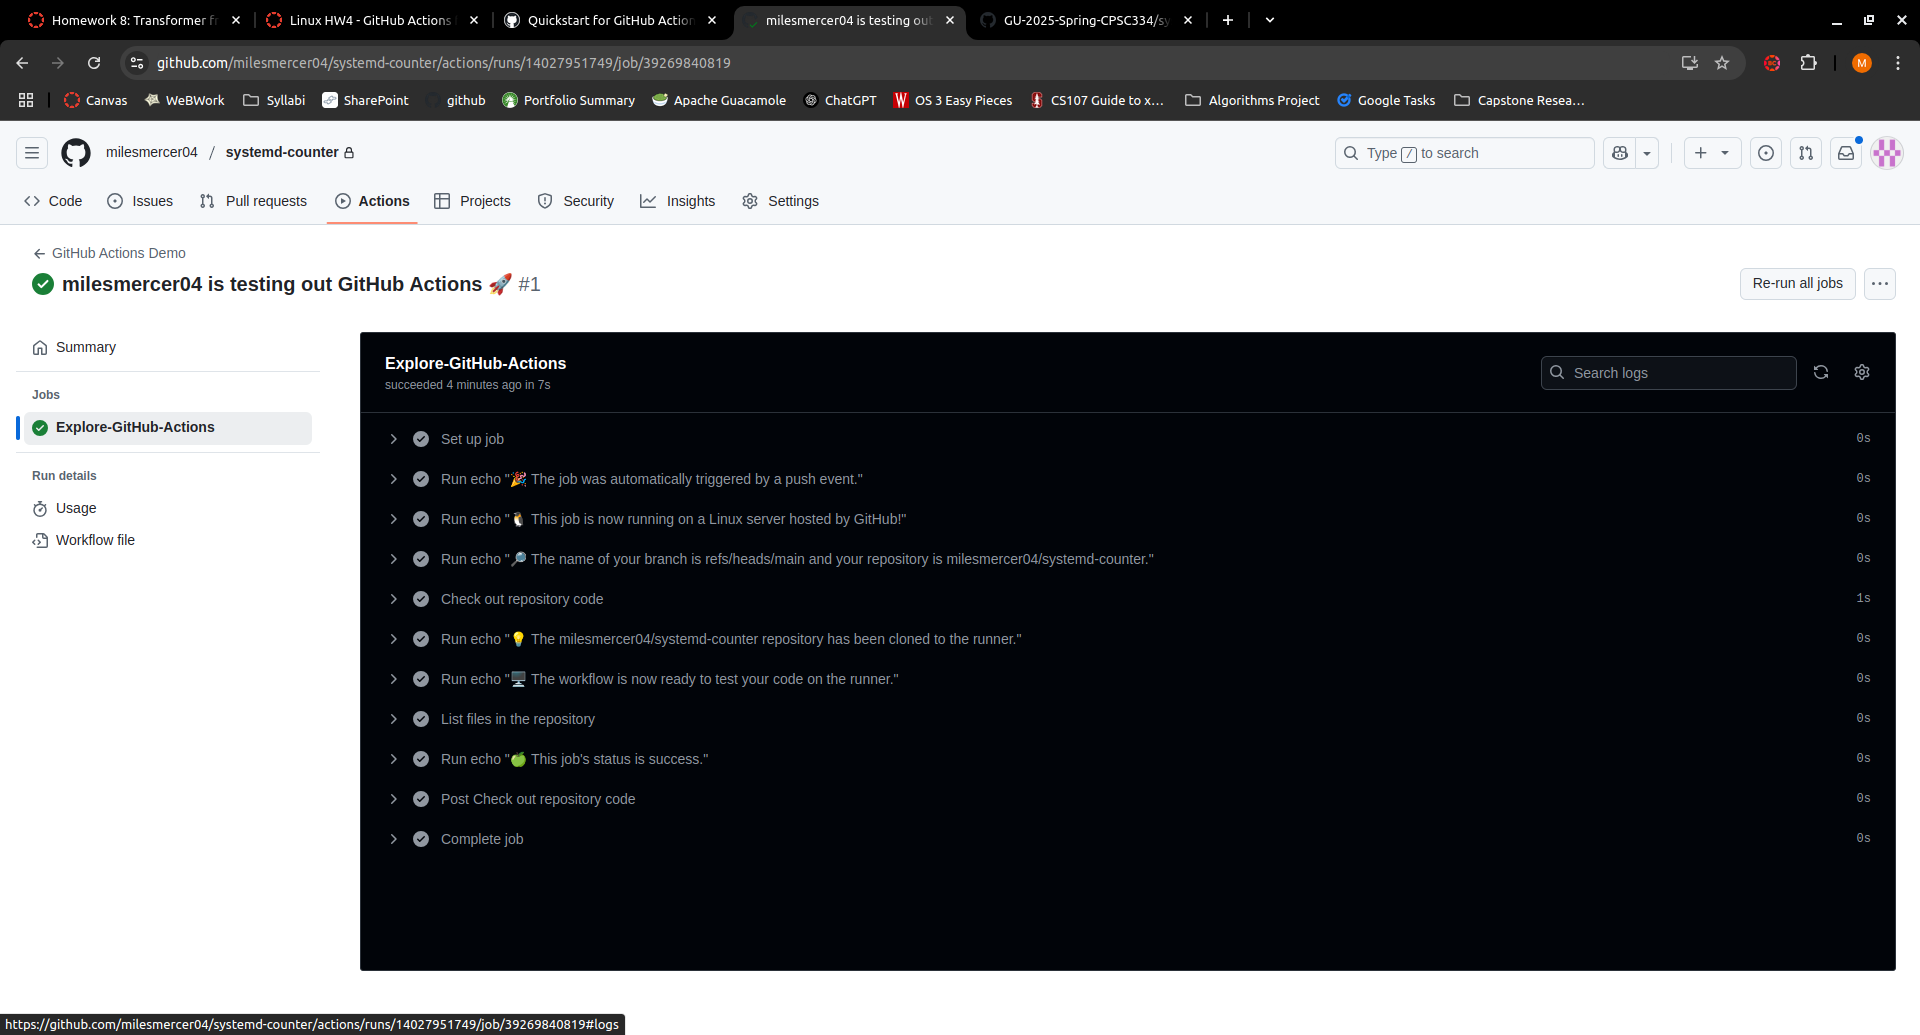 Homework 8: Transformer fr
Linux HW4 - GitHub Actions
Quickstart for GitHub Action
milesmercer04 is testing out
GU-2025-Spring-CPSC334/sy
github.com/milesmercer04/systemd-counter/actions/runs/14027951749/job/39269840819
M
Canvas
WeBWork
Syllabi
SharePoint
github
Portfolio Summary
Apache Guacamole
ChatGPT
OS 3 Easy Pieces
CS107 Guide to x...
Algorithms Project
Google Tasks
Capstone Resea...
milesmercer04 / systemd-counter
Type / to search
Code
Issues
Pull requests
Actions
Projects
Security
Insights
Settings
GitHub Actions Demo
milesmercer04 is testing out GitHub Actions 🚀 #1
Re-run all jobs
Summary
Jobs
Explore-GitHub-Actions
Run details
Usage
Workflow file
Explore-GitHub-Actions
succeeded 4 minutes ago in 7s
Search logs
Set up job 0s
Run echo "🎉 The job was automatically triggered by a push event." 0s
Run echo "🐧 This job is now running on a Linux server hosted by GitHub!" 0s
Run echo "🔎 The name of your branch is refs/heads/main and your repository is milesmercer04/systemd-counter." 0s
Check out repository code 1s
Run echo "💡 The milesmercer04/systemd-counter repository has been cloned to the runner." 0s
Run echo "🖥️ The workflow is now ready to test your code on the runner." 0s
List files in the repository 0s
Run echo "🍏 This job's status is success." 0s
Post Check out repository code 0s
Complete job 0s
https://github.com/milesmercer04/systemd-counter/actions/runs/14027951749/job/39269840819#logs